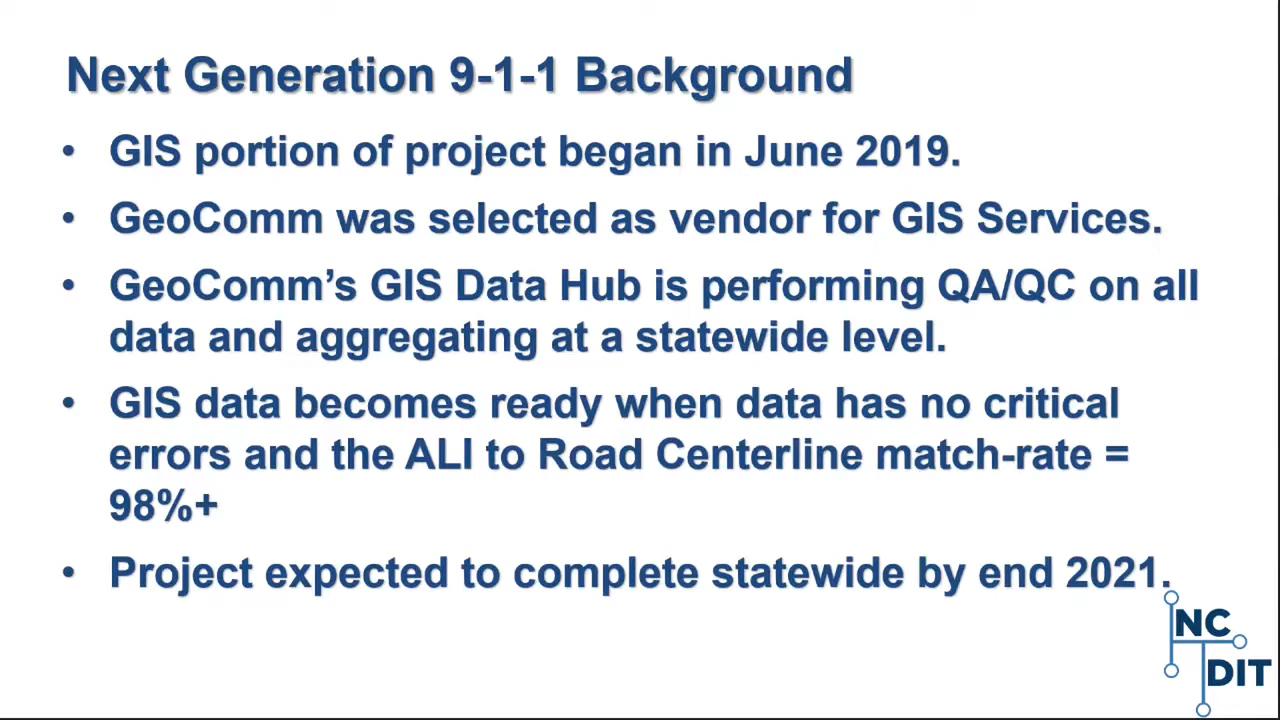 Next Generation 9-1-1 Background
• GIS portion of project began in June 2019.
• GeoComm was selected as vendor for GIS Services.
• GeoComm’s GIS Data Hub is performing QA/QC on all
data and aggregating at a statewide level.
• GIS data becomes ready when data has no critical
errors and the ALI to Road Centerline match-rate =
98%+
• Project expected to complete statewide by end 2021.
NC
DIT